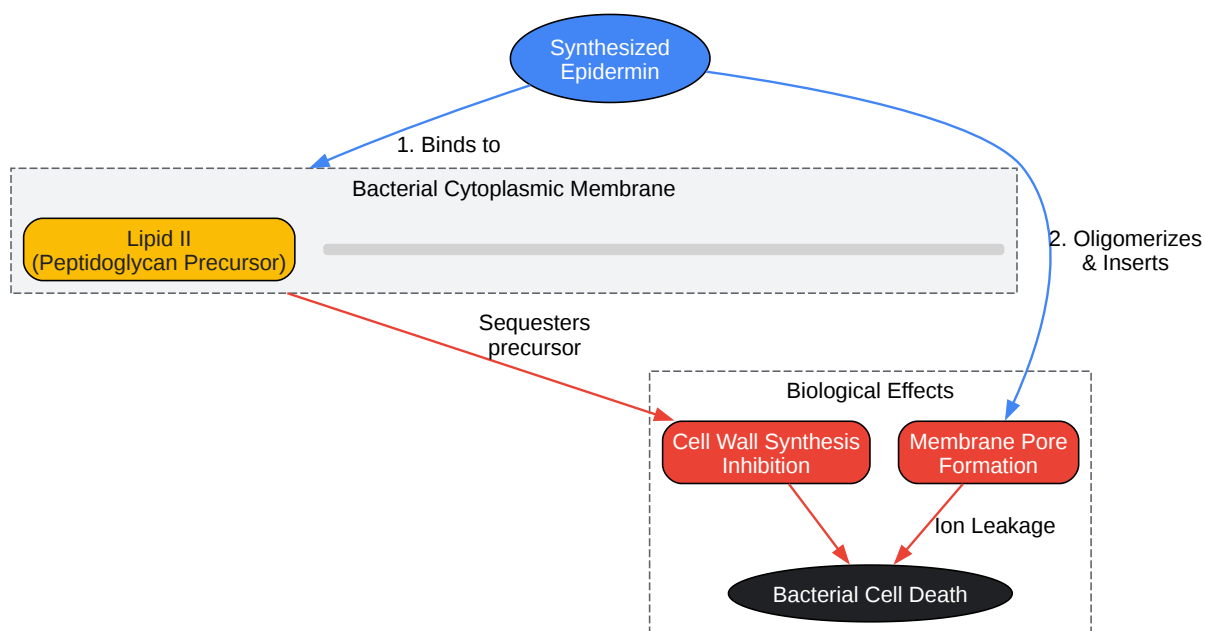 Synthesized
Epidermin
1. Binds to
Bacterial Cytoplasmic Membrane
Lipid II
(Peptidoglycan Precursor)
2. Oligomerizes
& Inserts
Sequesters
precursor
Biological Effects
Cell Wall Synthesis
Inhibition
Membrane Pore
Formation
Ion Leakage
Bacterial Cell Death